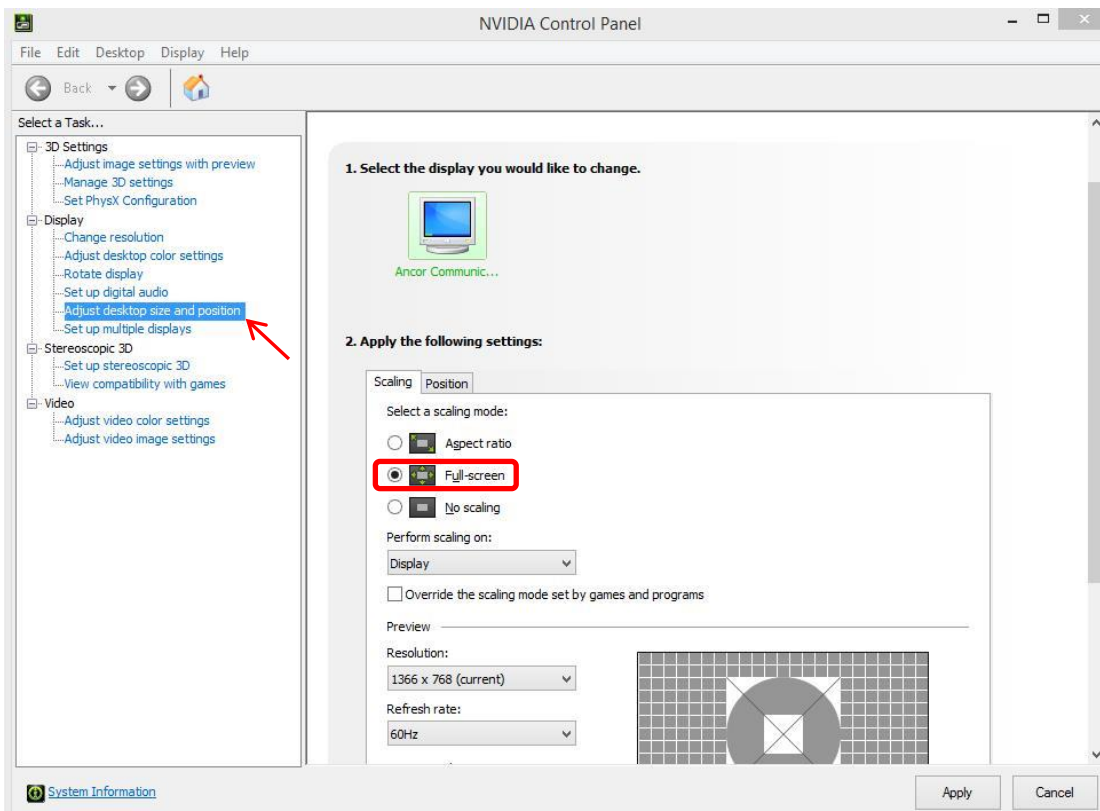 NVIDIA Control Panel
File Edit Desktop Display Help
Back
Select a Task...
3D Settings
Adjust image settings with preview
Manage 3D settings
Set PhysX Configuration
Display
Change resolution
Adjust desktop color settings
Rotate display
Set up digital audio
Adjust desktop size and position
Set up multiple displays
Stereoscopic 3D
Set up stereoscopic 3D
View compatibility with games
Video
Adjust video color settings
Adjust video image settings
1. Select the display you would like to change.
Ancor Communic...
2. Apply the following settings:
Scaling Position
Select a scaling mode:
Aspect ratio
Full-screen
No scaling
Perform scaling on:
Display
Override the scaling mode set by games and programs
Preview
Resolution:
1366 x 768 (current)
Refresh rate:
60Hz
System Information
Apply Cancel